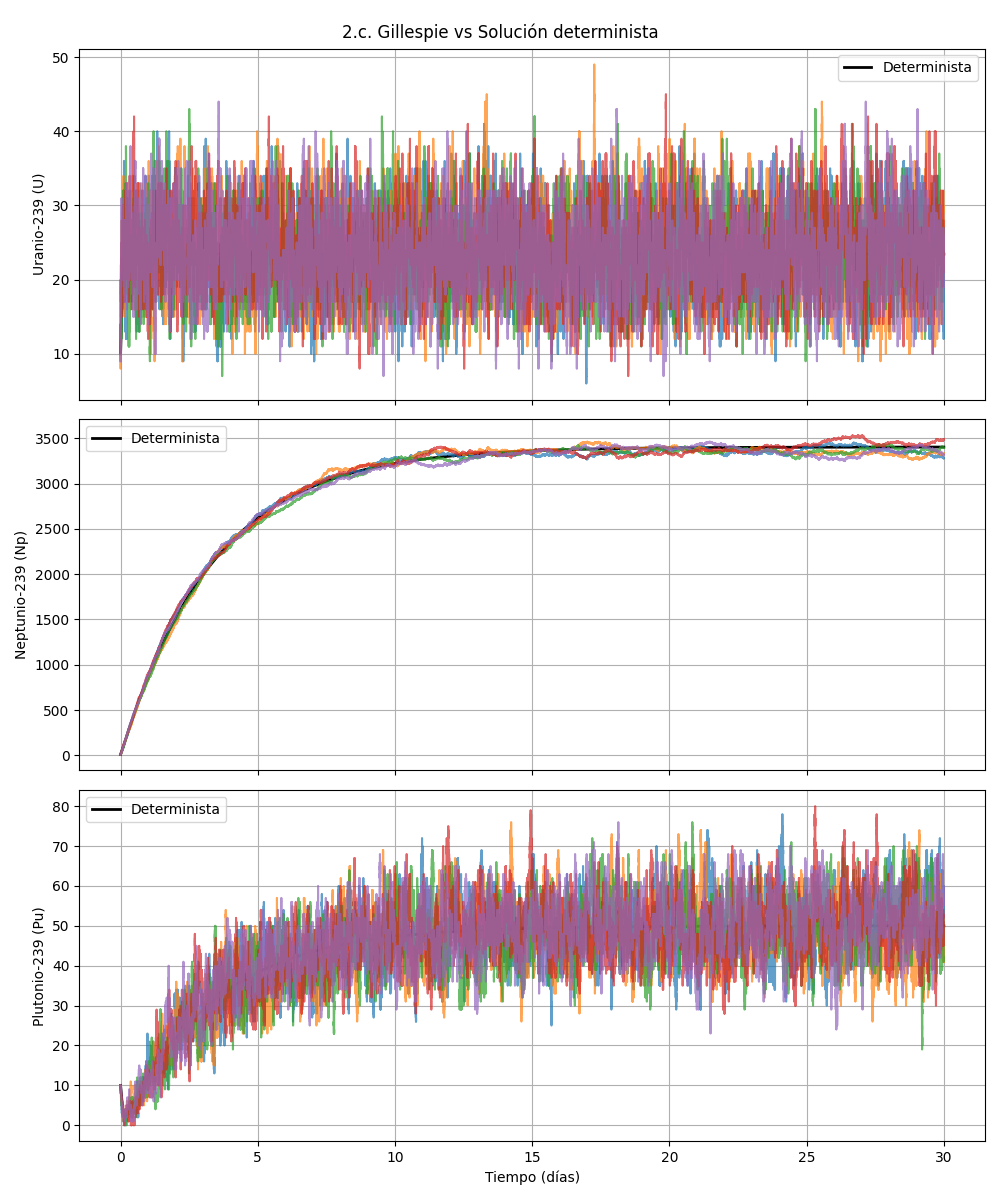 2.c. Gillespie vs Solución determinista
50
40
30
20
10
Uranio-239 (U)
Determinista
3500
3000
2500
2000
1500
1000
500
0
Neptunio-239 (Np)
Determinista
80
70
60
50
40
30
20
10
0
Plutonio-239 (Pu)
Determinista
0 5 10 15 20 25 30
Tiempo (días)